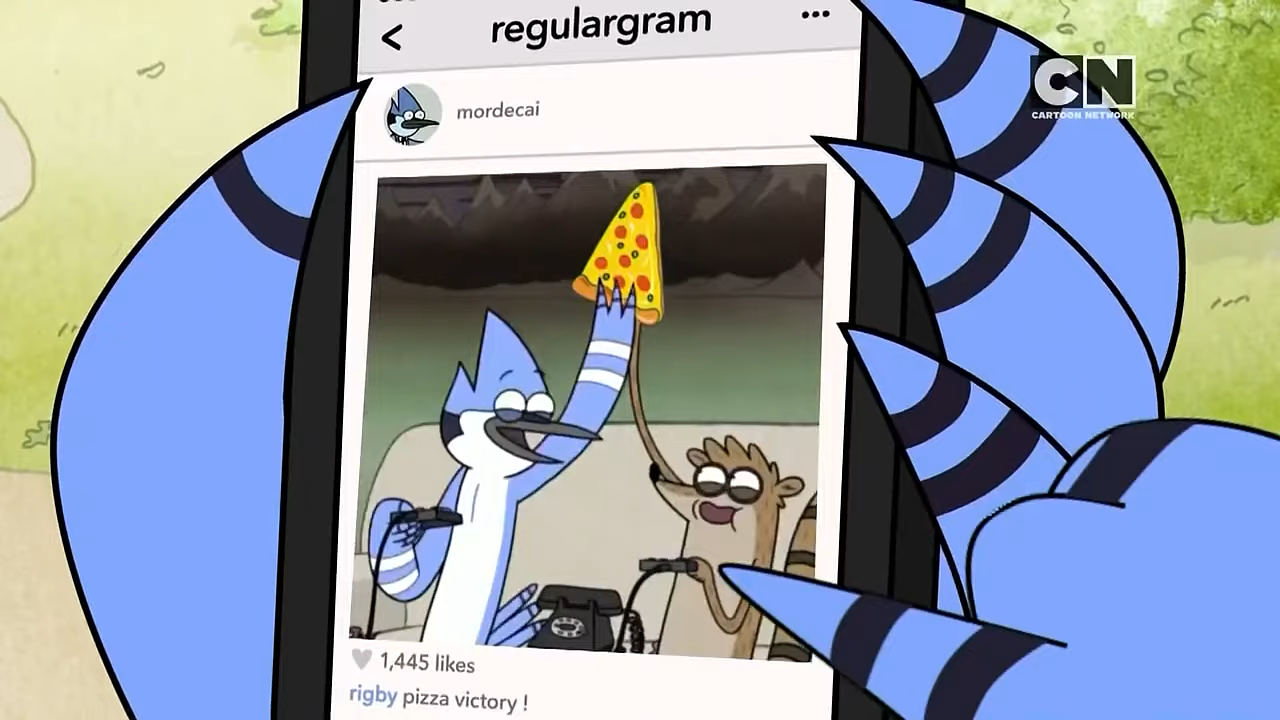 regulargram
CN
CARTOON NETWORK
mordecai
1,445 likes
rigby pizza victory !